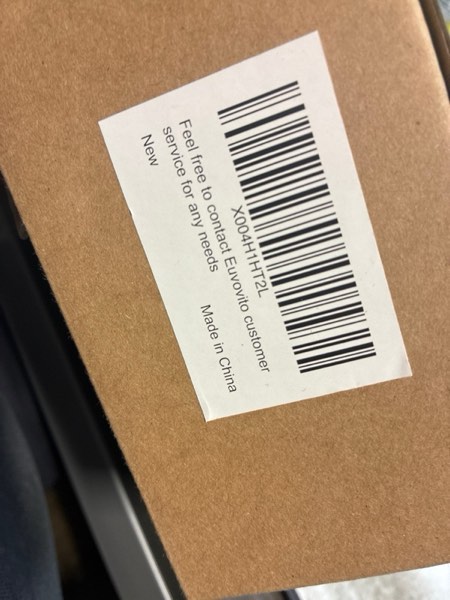 X004H1HT2L
Feel free to contact Euvovito customer
service for any needs
New
Made in China